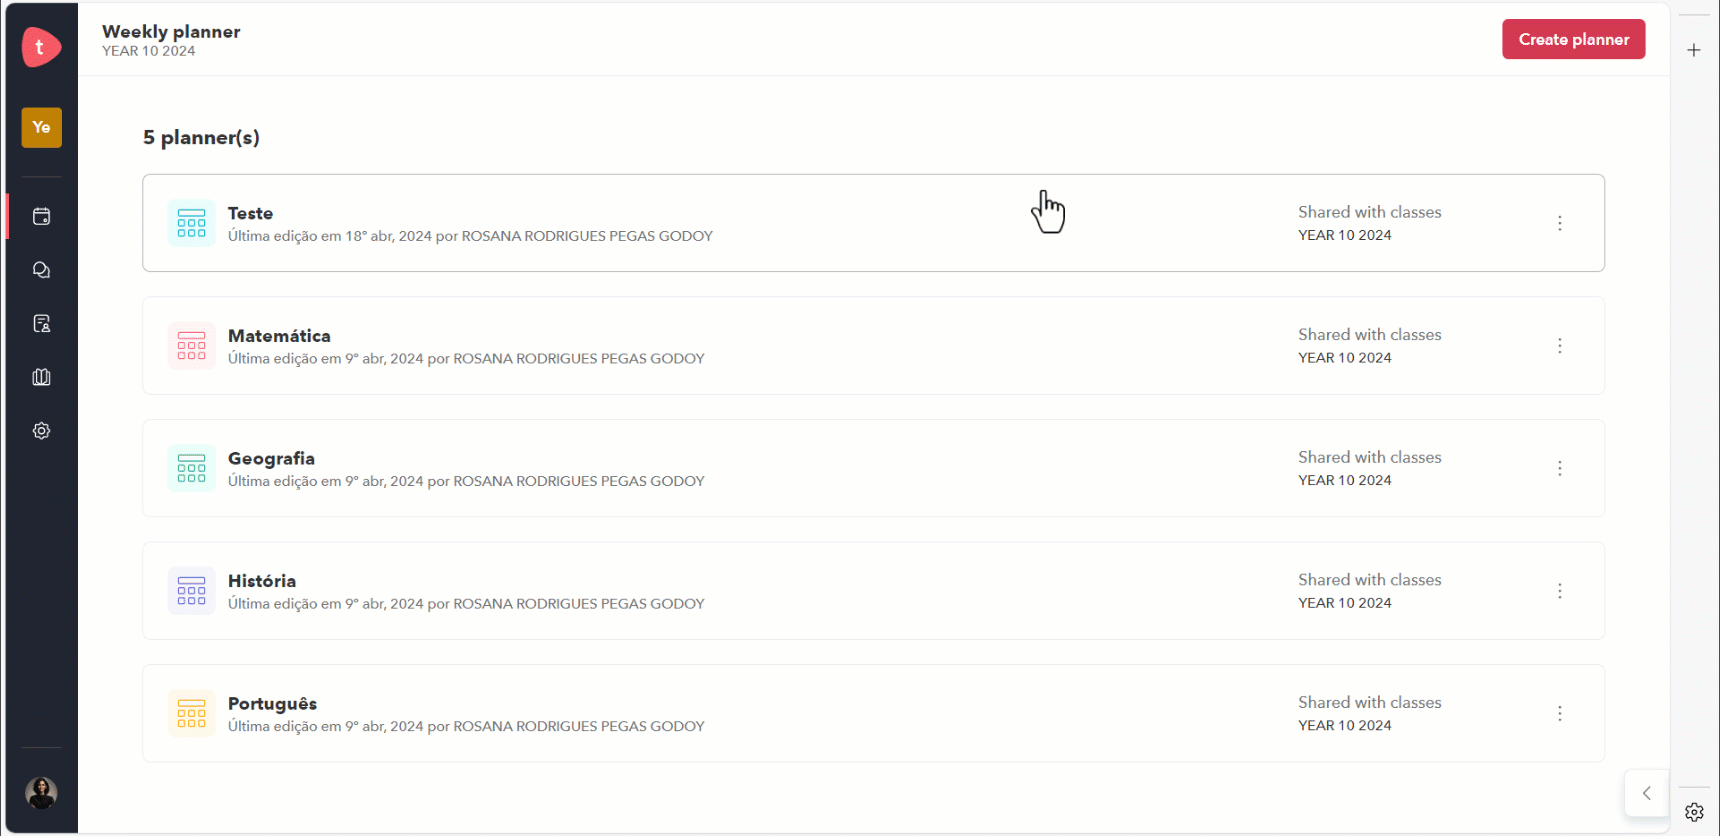 t
Weekly planner
YEAR 10 2024
Create planner
Ye
5 planner(s)
Teste
Última edição em 18º abr, 2024 por ROSANA RODRIGUES PEGAS GODOY
Shared with classes
YEAR 10 2024
Matemática
Última edição em 9º abr, 2024 por ROSANA RODRIGUES PEGAS GODOY
Shared with classes
YEAR 10 2024
Geografia
Última edição em 9º abr, 2024 por ROSANA RODRIGUES PEGAS GODOY
Shared with classes
YEAR 10 2024
História
Última edição em 9º abr, 2024 por ROSANA RODRIGUES PEGAS GODOY
Shared with classes
YEAR 10 2024
Português
Última edição em 9º abr, 2024 por ROSANA RODRIGUES PEGAS GODOY
Shared with classes
YEAR 10 2024